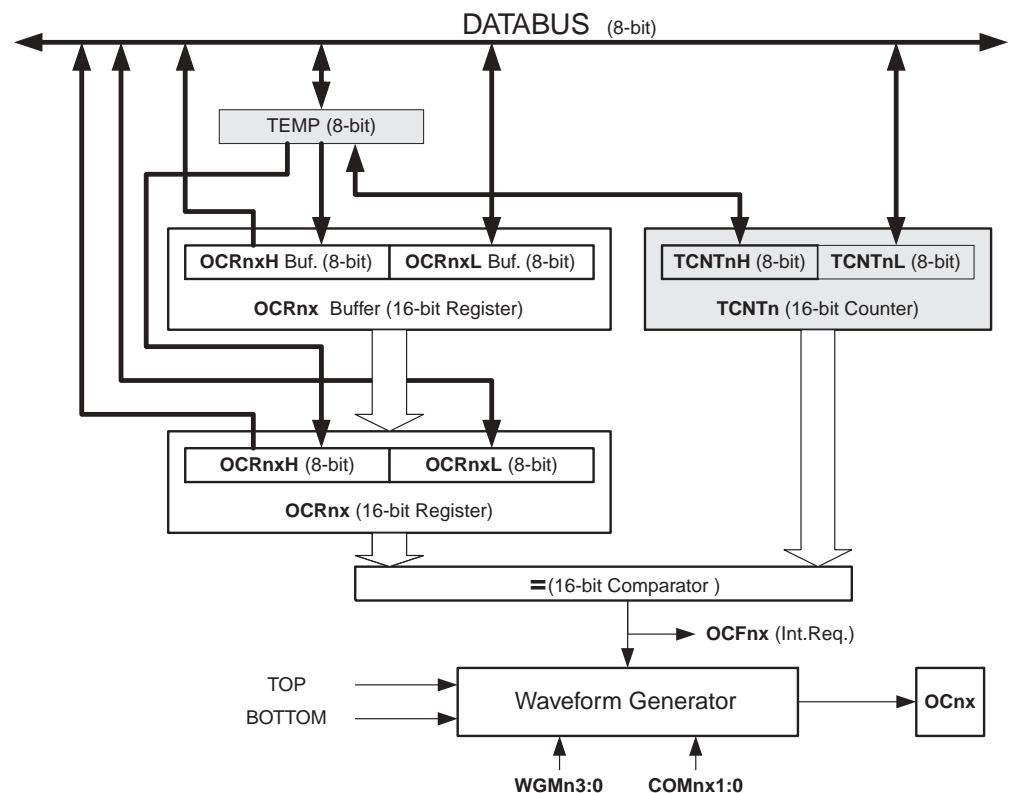 DATABUS (8-bit)
TEMP (8-bit)
OCRnxH Buf. (8-bit) OCRnxL Buf. (8-bit)
OCRnx Buffer (16-bit Register)
TCNTnH (8-bit) TCNTnL (8-bit)
TCNTn (16-bit Counter)
OCRnxH (8-bit) OCRnxL (8-bit)
OCRnx (16-bit Register)
= (16-bit Comparator )
OCFnx (Int.Req.)
TOP
BOTTOM
Waveform Generator
OCnx
WGMn3:0 COMnx1:0